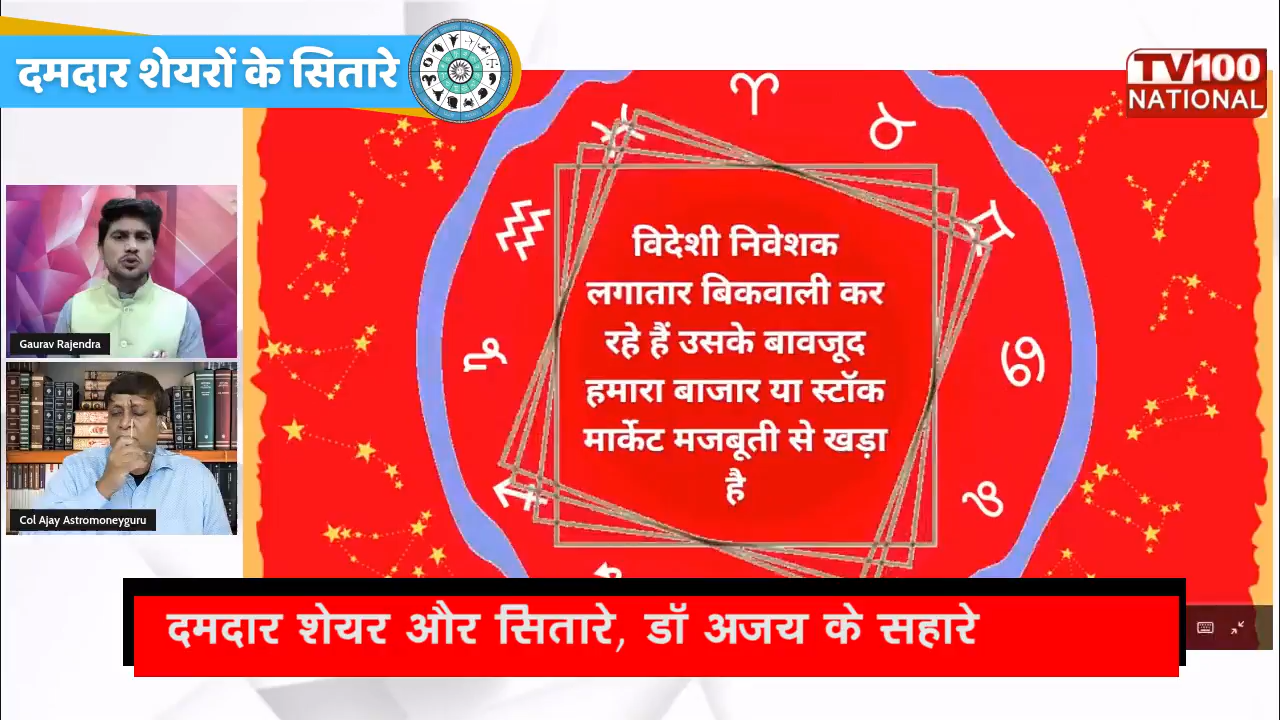 दमदार शेयरों के सितारे
TV100
NATIONAL
विदेशी निवेशक
लगातार बिकवाली कर
रहे हैं उसके बावजूद
हमारा बाजार या स्टॉक
मार्केट मजबूती से खड़ा
है
Gaurav Rajendra
Col Ajay Astromoneyguru
दमदार शेयर और सितारे, डॉ अजय के सहारे